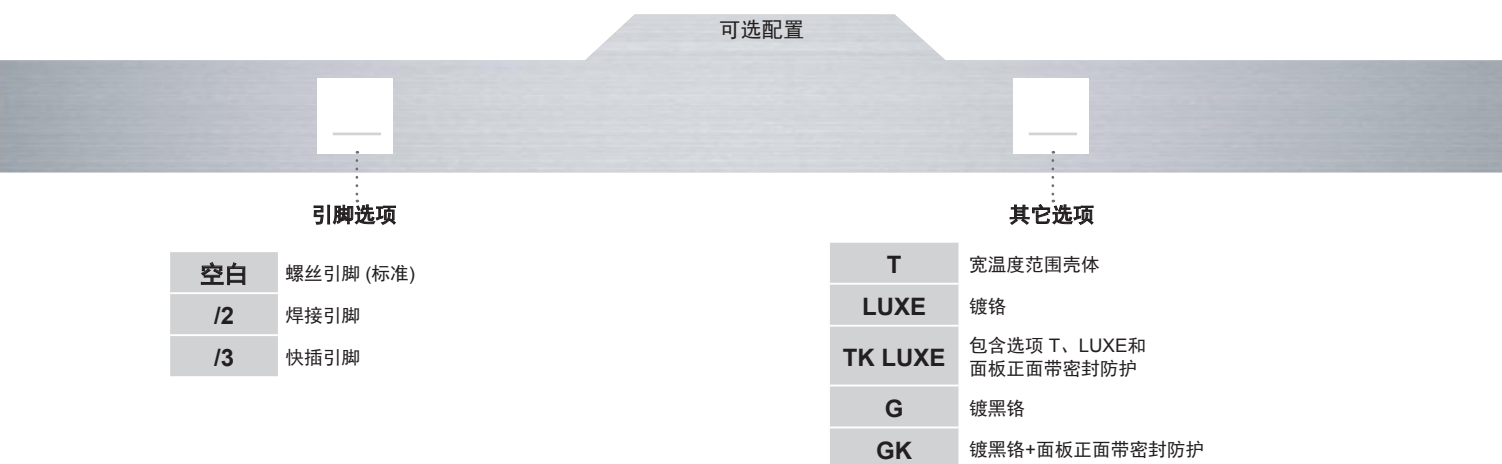 可选配置
引脚选项
空白 螺丝引脚 (标准)
/2 焊接引脚
/3 快插引脚
其它选项
T 宽温度范围壳体
LUXE 镀铬
TK LUXE 包含选项 T、LUXE和
面板正面带密封防护
G 镀黑铬
GK 镀黑铬+面板正面带密封防护